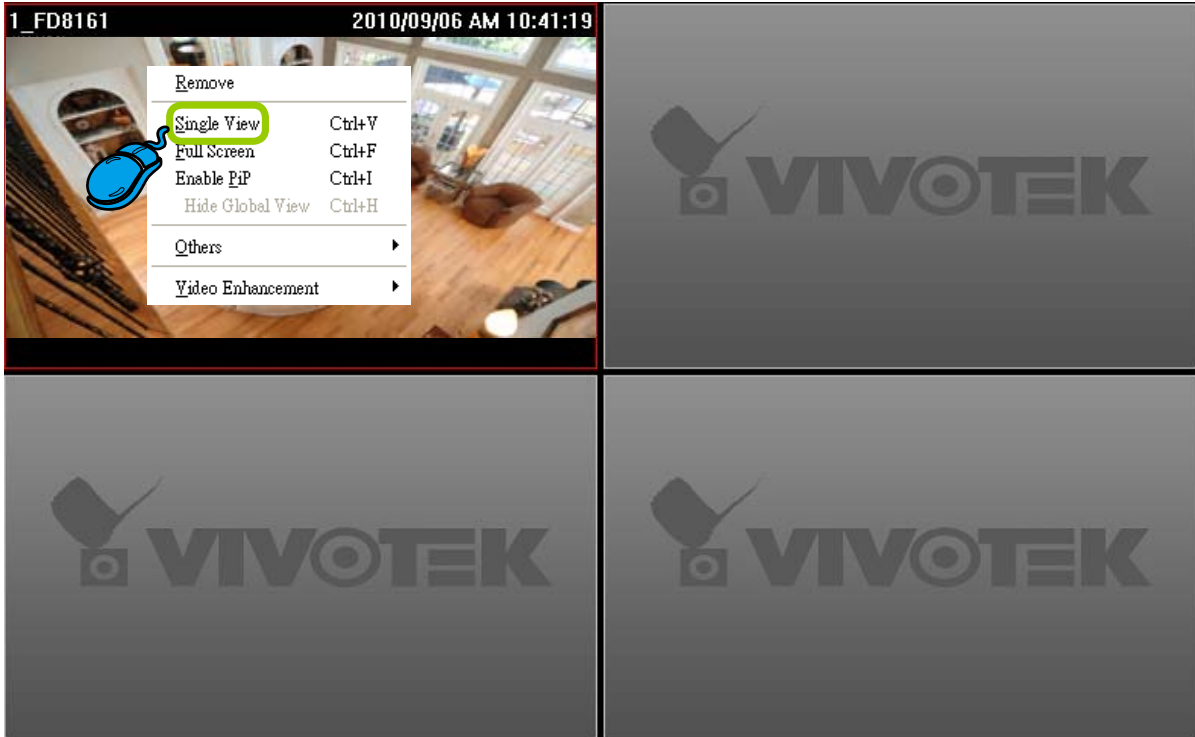 1_FD8161 2010/09/06 AM 10:41:19
Remove
Single View Ctrl+V
Full Screen Ctrl+F
Enable PiP Ctrl+I
Hide Global View Ctrl+H
Others
Video Enhancement
VIVOTEK
VIVOTEK
VIVOTEK